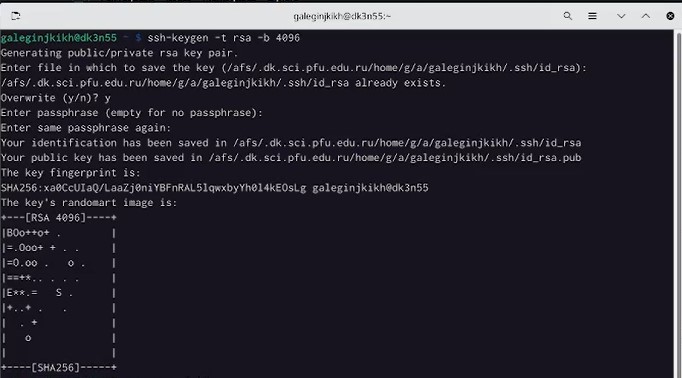 galeginjkikh@dk3n55:~
galeginjkikh@dk3n55 ~ $ ssh-keygen -t rsa -b 4096
Generating public/private rsa key pair.
Enter file in which to save the key (/afs/.dk.sci.pfu.edu.ru/home/g/a/galeginjkikh/.ssh/id_rsa):
/afs/.dk.sci.pfu.edu.ru/home/g/a/galeginjkikh/.ssh/id_rsa already exists.
Overwrite (y/n)? y
Enter passphrase (empty for no passphrase):
Enter same passphrase again:
Your identification has been saved in /afs/.dk.sci.pfu.edu.ru/home/g/a/galeginjkikh/.ssh/id_rsa
Your public key has been saved in /afs/.dk.sci.pfu.edu.ru/home/g/a/galeginjkikh/.ssh/id_rsa.pub
The key fingerprint is:
SHA256:xa0CcUIaQ/LaaZj0niYBFnRAL5lqwxbyYh0l4kEOsLg galeginjkikh@dk3n55
The key's randomart image is:
+---[RSA 4096]----+
|BOo++o+ .        |
|=.Ooo+ + . .     |
|=O.oo .   o .    |
|==+*.. . . .     |
|E**.=   S .      |
|+..+ .   .       |
|  . +            |
|   o             |
|                 |
+----[SHA256]-----+